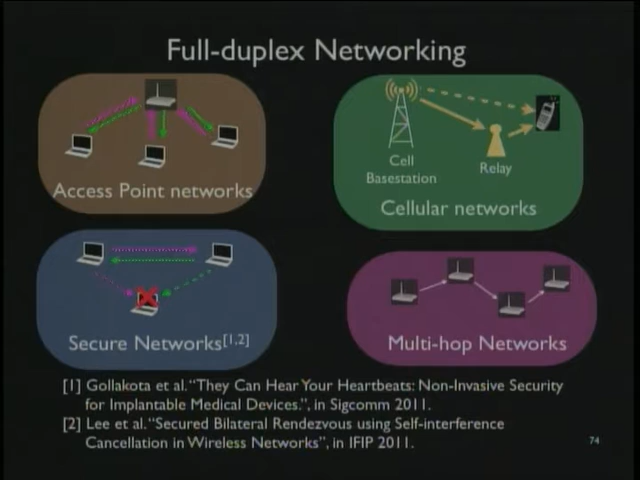 Full-duplex Networking
Access Point networks
Cell
Basestation
Relay
Cellular networks
Secure Networks[1,2]
Multi-hop Networks
[1] Gollakota et al. "They Can Hear Your Heartbeats: Non-Invasive Security
for Implantable Medical Devices.", in Sigcomm 2011.
[2] Lee et al. "Secured Bilateral Rendezvous using Self-interference
Cancellation in Wireless Networks", in IFIP 2011.
74